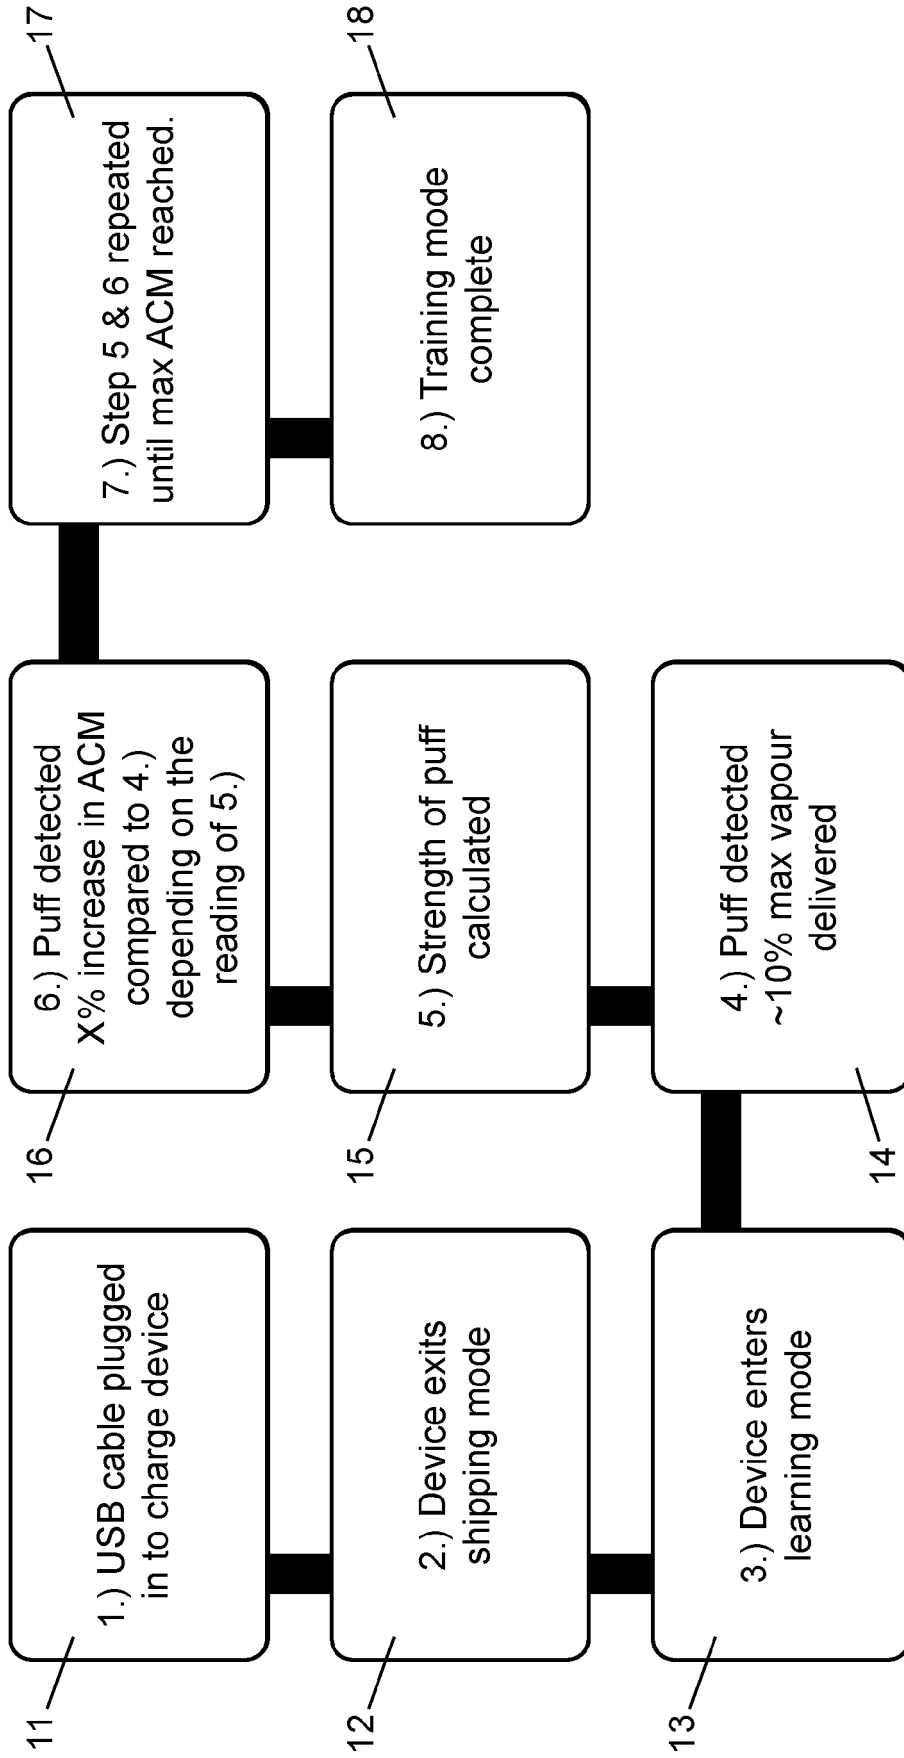 11
1.) USB cable plugged
in to charge device
12
2.) Device exits
shipping mode
13
3.) Device enters
learning mode
14
4.) Puff detected
~10% max vapour
delivered
15
5.) Strength of puff
calculated
16
6.) Puff detected
X% increase in ACM
compared to 4.)
depending on the
reading of 5.)
17
7.) Step 5 & 6 repeated
until max ACM reached.
18
8.) Training mode
complete